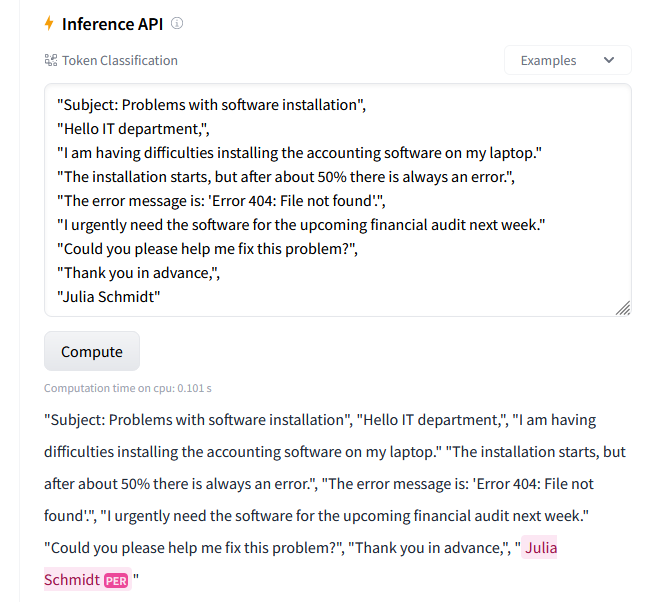 Inference API
Token Classification
Examples
"Subject: Problems with software installation",
"Hello IT department,",
"I am having difficulties installing the accounting software on my laptop."
"The installation starts, but after about 50% there is always an error.",
"The error message is: 'Error 404: File not found'.",
"I urgently need the software for the upcoming financial audit next week."
"Could you please help me fix this problem?",
"Thank you in advance,",
"Julia Schmidt"
Compute
Computation time on cpu: 0.101 s
"Subject: Problems with software installation", "Hello IT department,", "I am having
difficulties installing the accounting software on my laptop." "The installation starts, but
after about 50% there is always an error.", "The error message is: 'Error 404: File not
found'.", "I urgently need the software for the upcoming financial audit next week."
"Could you please help me fix this problem?", "Thank you in advance,", " Julia
Schmidt PER "